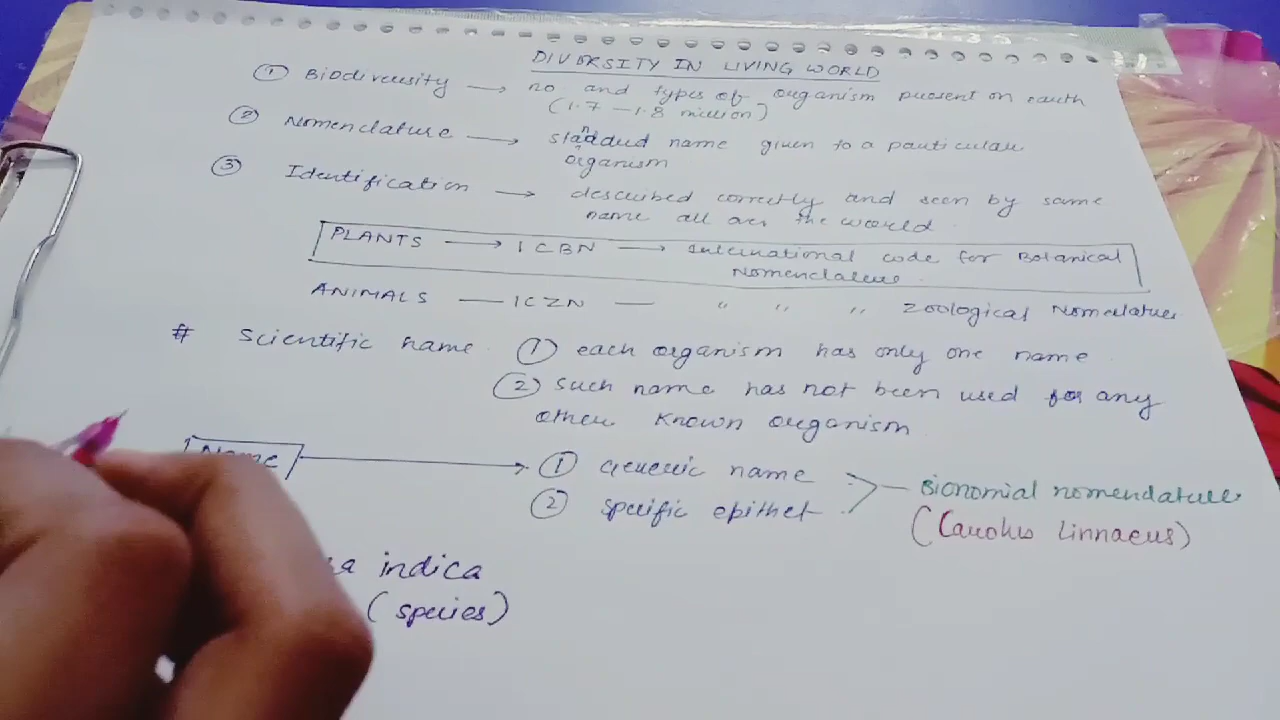 DIVERSITY IN LIVING WORLD
① Biodiversity → no. and types of organism present on earth
(1.7 – 1.8 million)
② Nomenclature → standard name given to a particular
organism
③ Identification → described correctly and seen by same
name all over the world.
PLANTS → ICBN → International code for Botanical
Nomenclature.
ANIMALS — ICZN — " " " Zoological Nomenclature
# Scientific name. ① each organism has only one name
② such name has not been used for any
other known organism
Name → ① Generic name
② specific epithet
Bionomial nomenclature
(Carolus Linnaeus)
indica
(species)